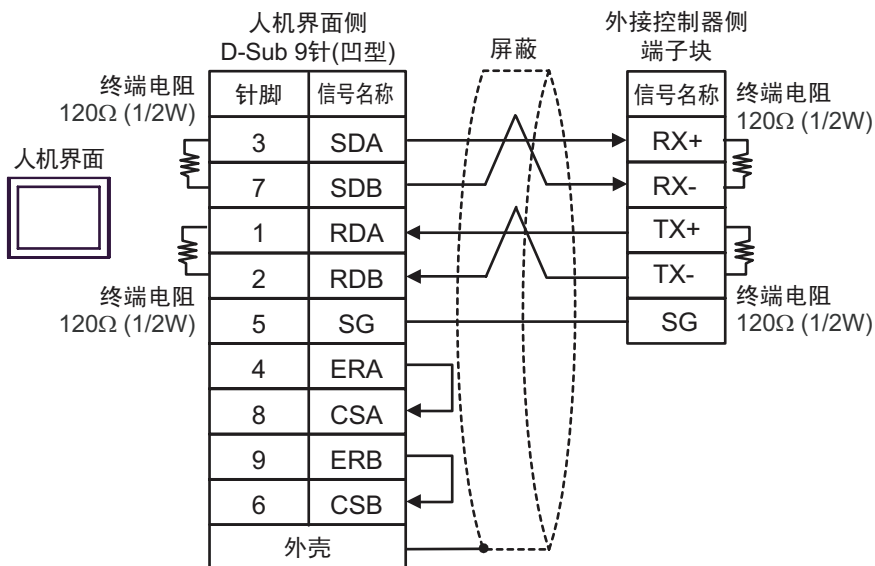 人机界面侧
D-Sub 9针(凹型)
屏蔽
外接控制器侧
端子块
终端电阻
120Ω (1/2W)
针脚 信号名称
信号名称
终端电阻
120Ω (1/2W)
人机界面
3 SDA
RX+
7 SDB
RX-
1 RDA
TX+
2 RDB
TX-
终端电阻
120Ω (1/2W)
5 SG
SG
终端电阻
120Ω (1/2W)
4 ERA
8 CSA
9 ERB
6 CSB
外壳